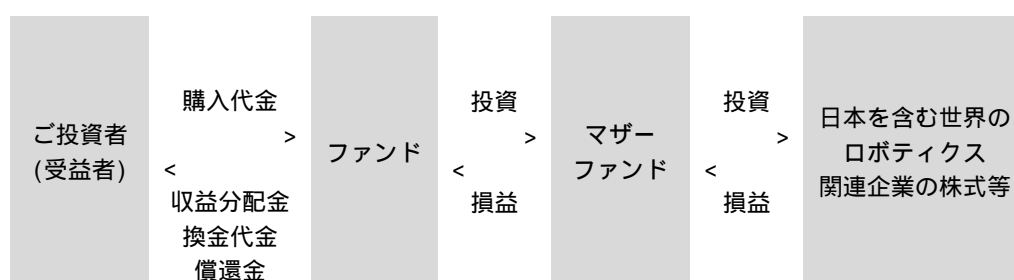 ご投資者
(受益者)
購入代金
>
<
収益分配金
換金代金
償還金
ファンド
投資
>
<
損益
マザー
ファンド
投資
>
<
損益
日本を含む世界の
ロボティクス
関連企業の株式等